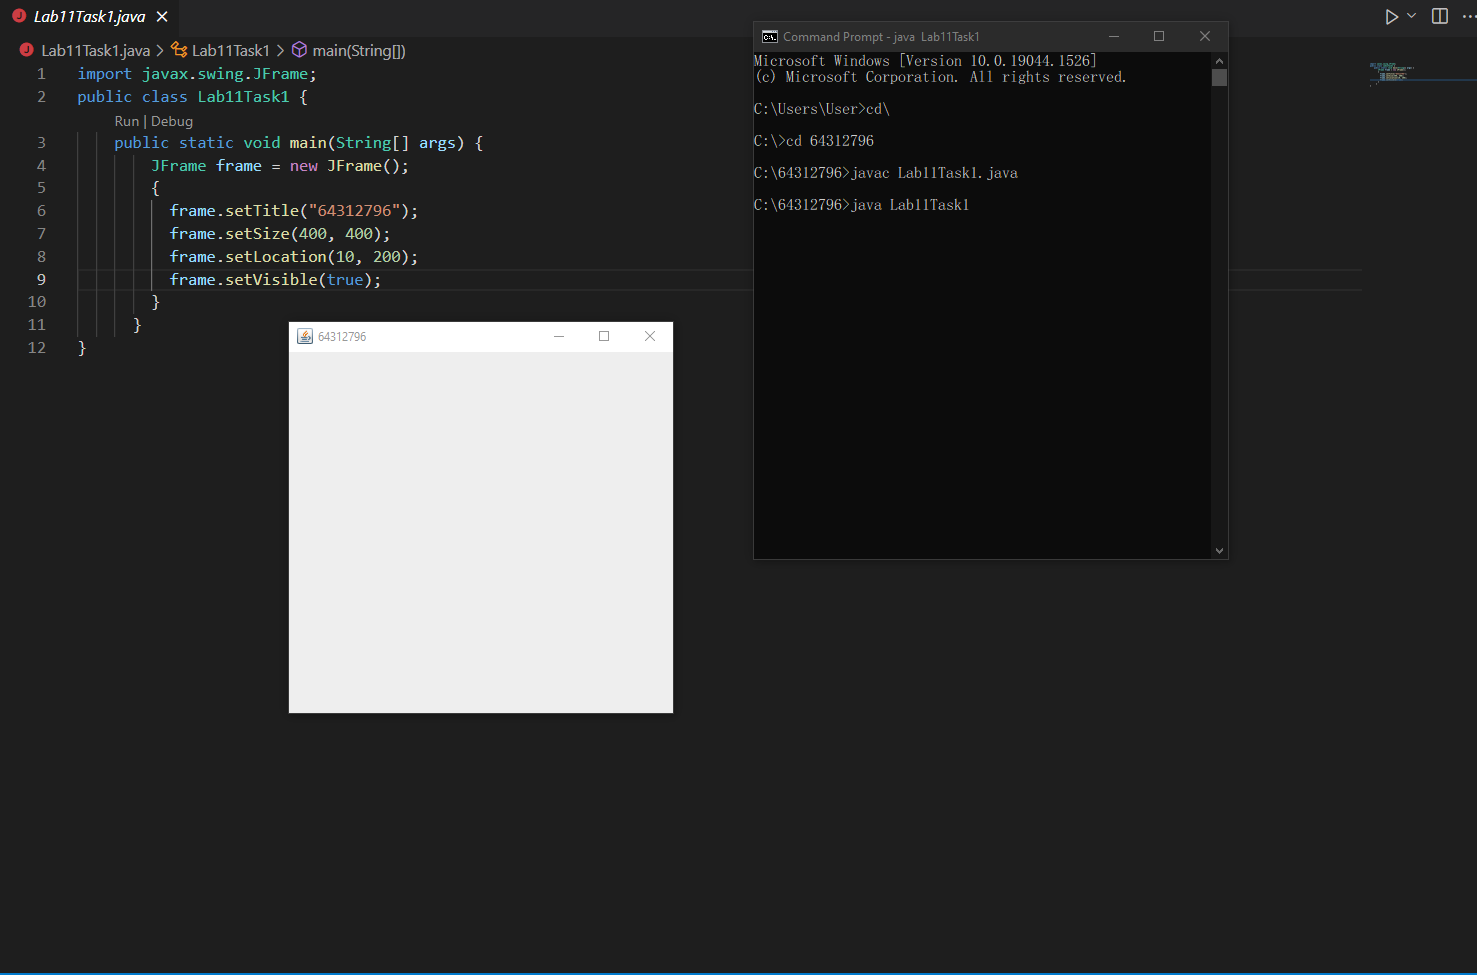 Lab11Task1.java
Lab11Task1.java > Lab11Task1 > main(String[])
1 import javax.swing.JFrame;
2 public class Lab11Task1 {
Run | Debug
3 public static void main(String[] args) {
4 JFrame frame = new JFrame();
5 {
6 frame.setTitle("64312796");
7 frame.setSize(400, 400);
8 frame.setLocation(10, 200);
9 frame.setVisible(true);
10 }
11 }
12 }
64312796
Command Prompt - java Lab11Task1
Microsoft Windows [Version 10.0.19044.1526]
(c) Microsoft Corporation. All rights reserved.
C:\Users\User>cd\
C:\>cd 64312796
C:\64312796>javac Lab11Task1.java
C:\64312796>java Lab11Task1